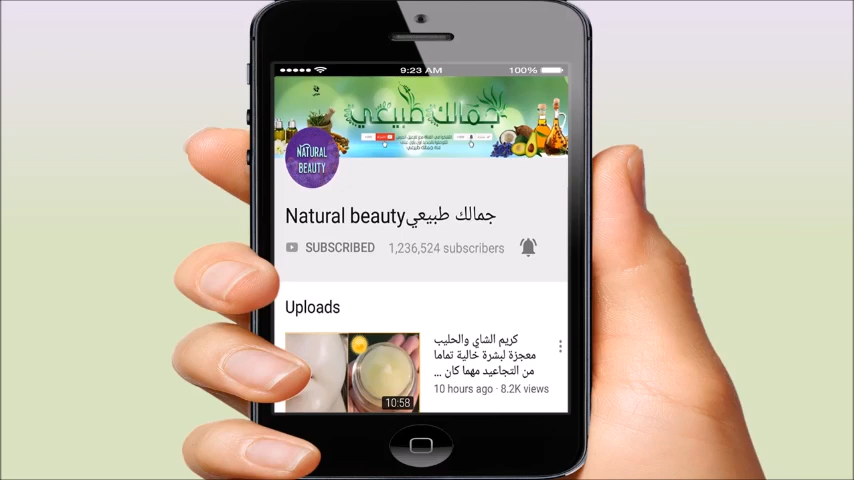 9:23 AM
100%
جمالك طبيعي
NATURAL
BEAUTY
Natural beautyجمالك طبيعي
SUBSCRIBED
1,236,524 subscribers
Uploads
كريم الشاي والحليب
معجزة لبشرة خالية تماما
من التجاعيد مهما كان ...
10 hours ago · 8.2K views
10:58